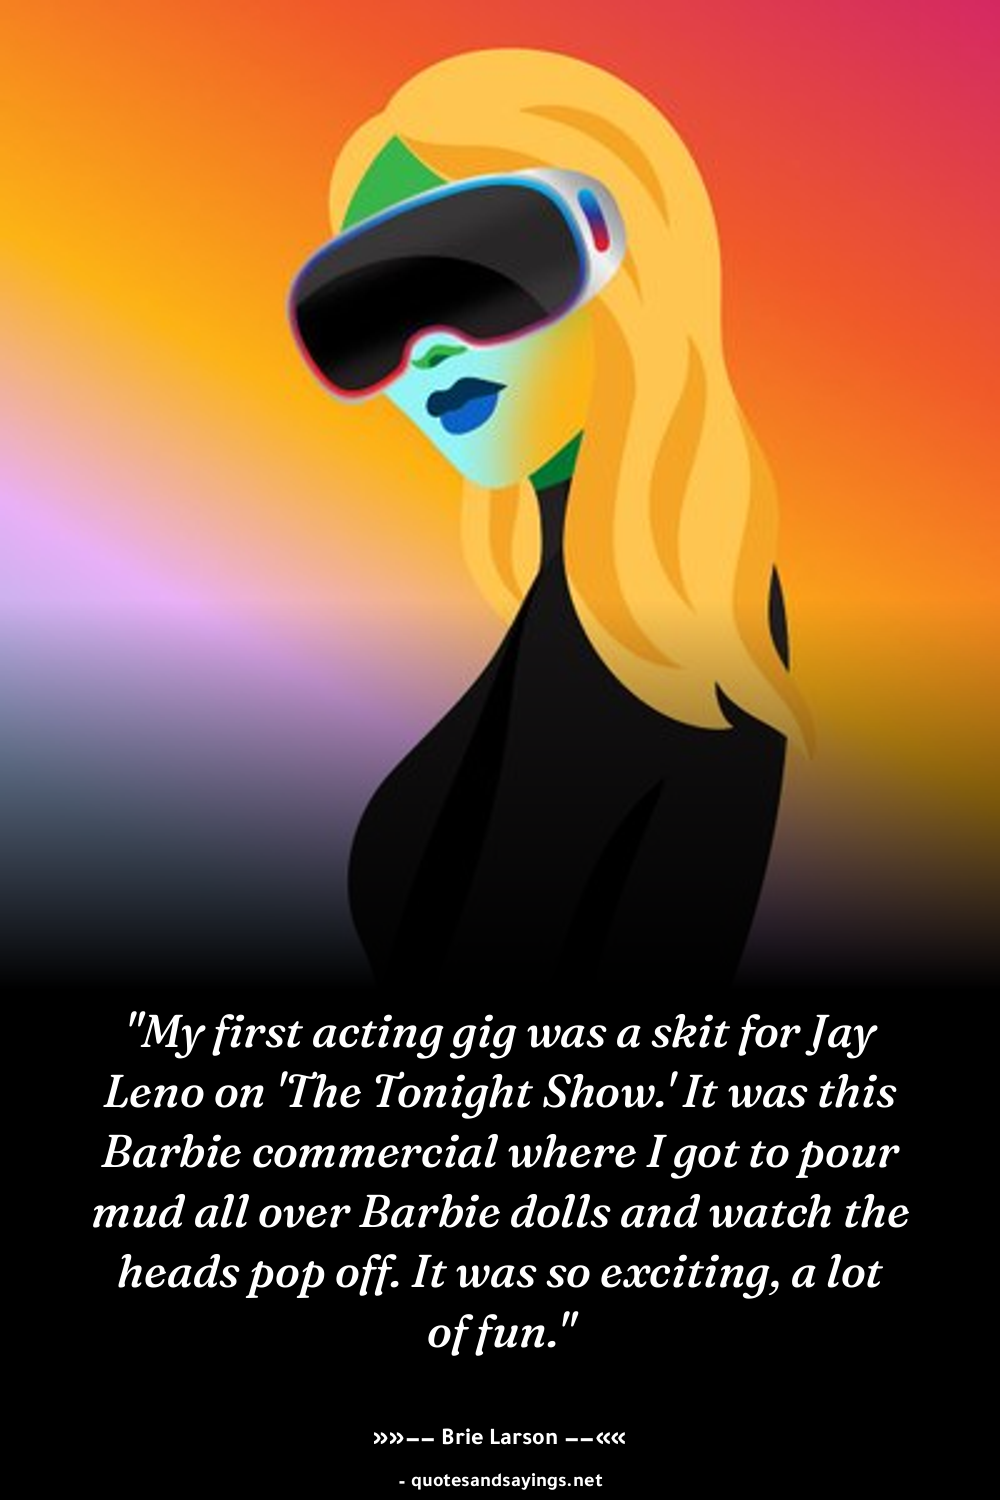 "My first acting gig was a skit for Jay
Leno on 'The Tonight Show.' It was this
Barbie commercial where I got to pour
mud all over Barbie dolls and watch the
heads pop off. It was so exciting, a lot
of fun."
»»–– Brie Larson ––««
- quotesandsayings.net